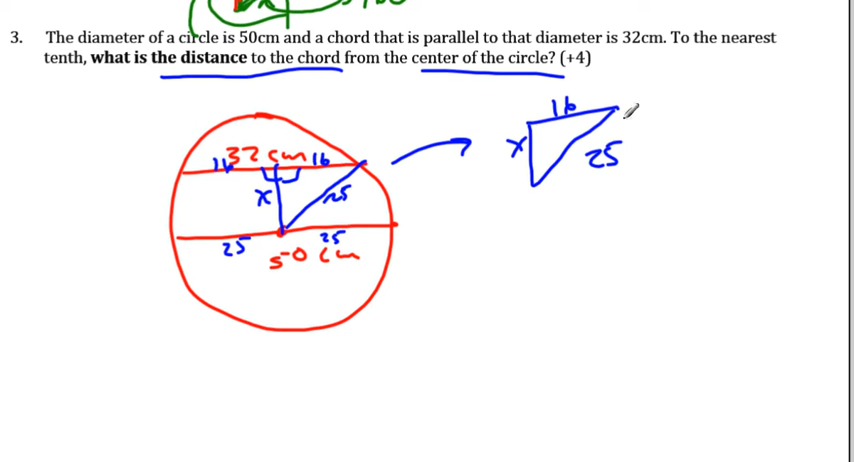 3. The diameter of a circle is 50cm and a chord that is parallel to that diameter is 32cm. To the nearest
tenth, what is the distance to the chord from the center of the circle? (+4)
16
32 cm 16
16
x
25
x
25
25
25
50 cm